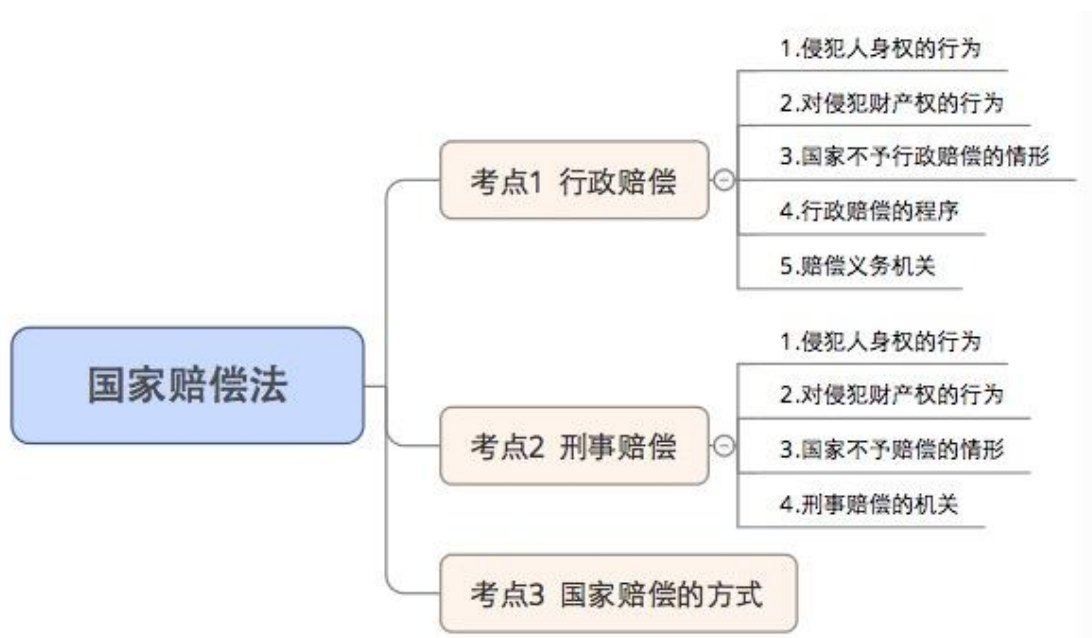 国家赔偿法
考点1 行政赔偿
1.侵犯人身权的行为
2.对侵犯财产权的行为
3.国家不予行政赔偿的情形
4.行政赔偿的程序
5.赔偿义务机关
考点2 刑事赔偿
1.侵犯人身权的行为
2.对侵犯财产权的行为
3.国家不予赔偿的情形
4.刑事赔偿的机关
考点3 国家赔偿的方式